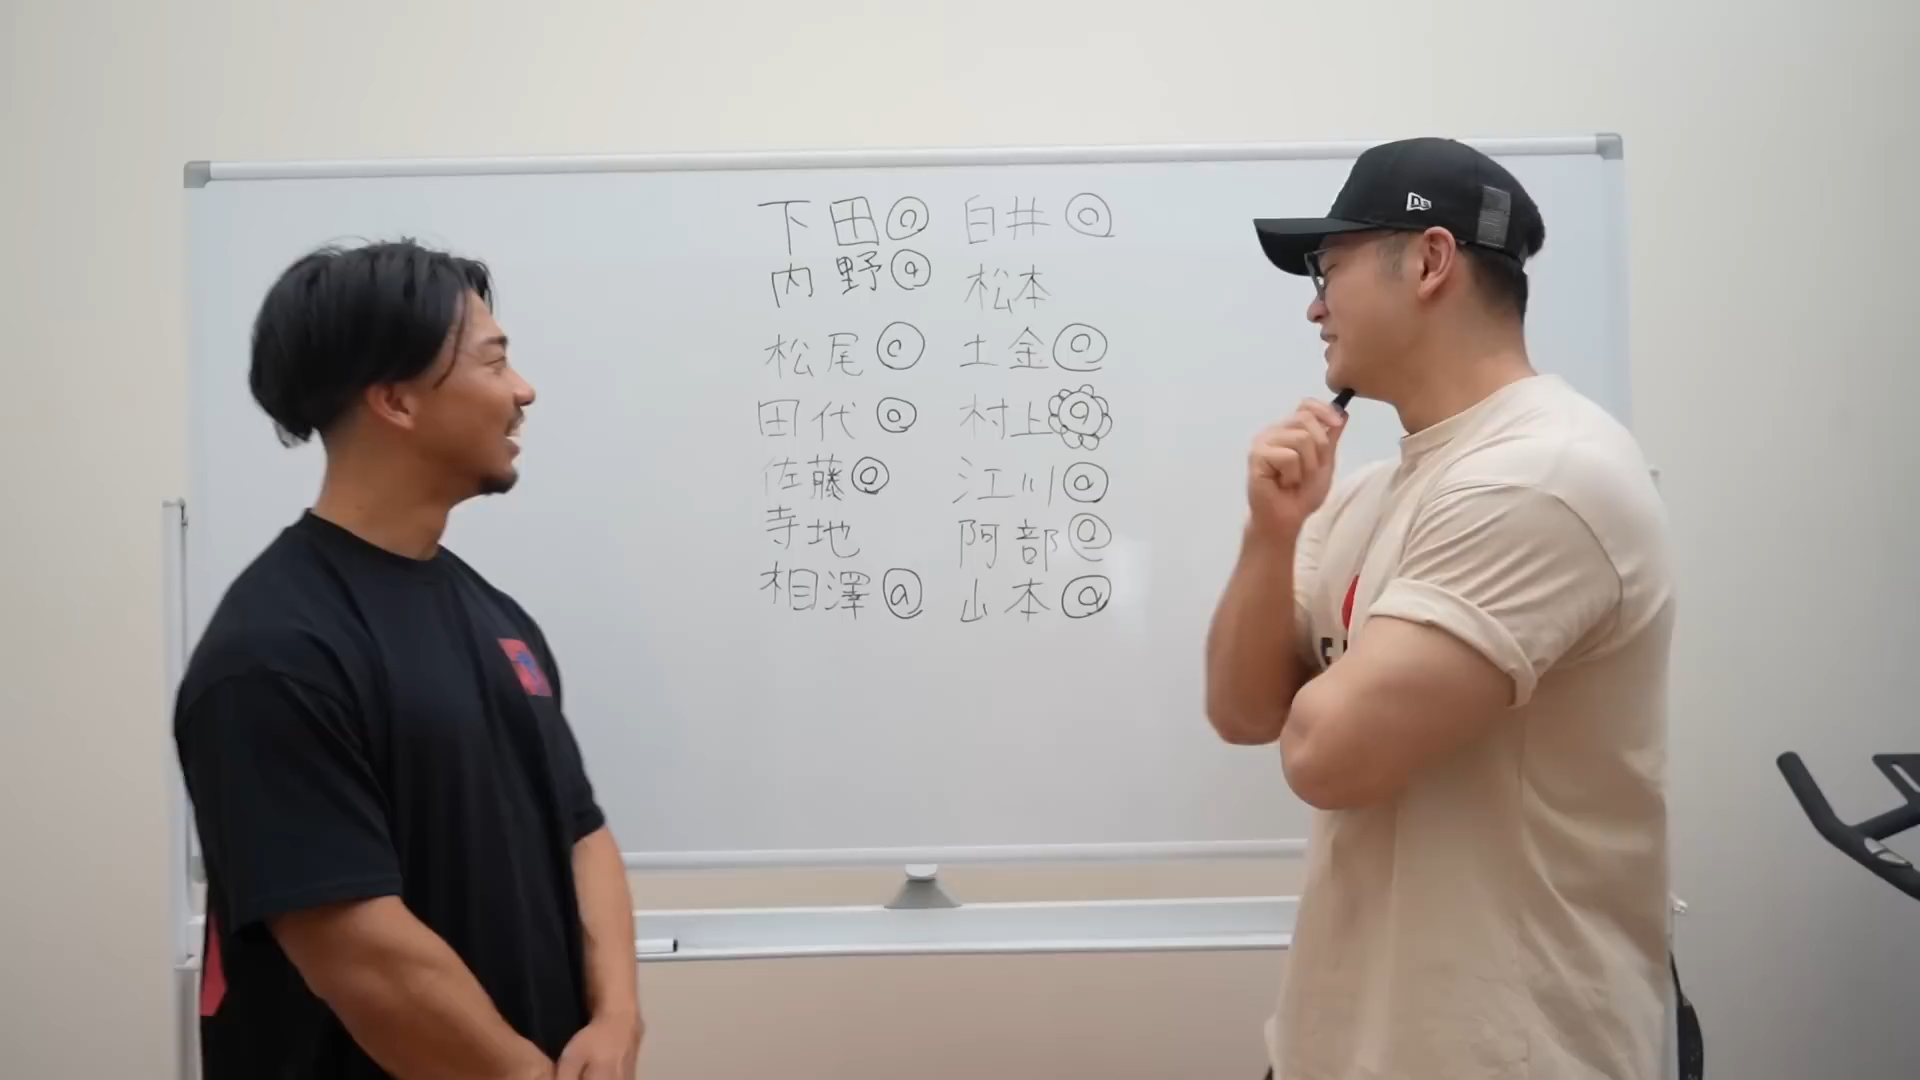 下田 白井
内野 松本
松尾 土金
田代 村上
佐藤 江川
寺地 阿部
相澤 山本